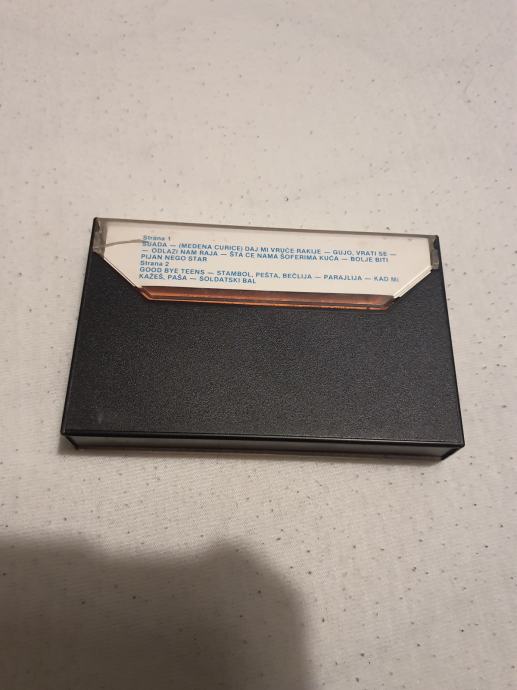 Strana 1
SUADA — (MEDENA CURICE) DAJ MI VRUĆE RAKIJE — GUJO, VRATI SE —
— ODLAZI NAM RAJA — ŠTA ĆE NAMA ŠOFERIMA KUĆA — BOLJE BITI
PIJAN NEGO STAR
Strana 2
GOOD BYE TEENS — STAMBOL, PEŠTA, BEČLIJA — PARAJLIJA — KAD MI
KAŽEŠ, PAŠA — SOLDATSKI BAL